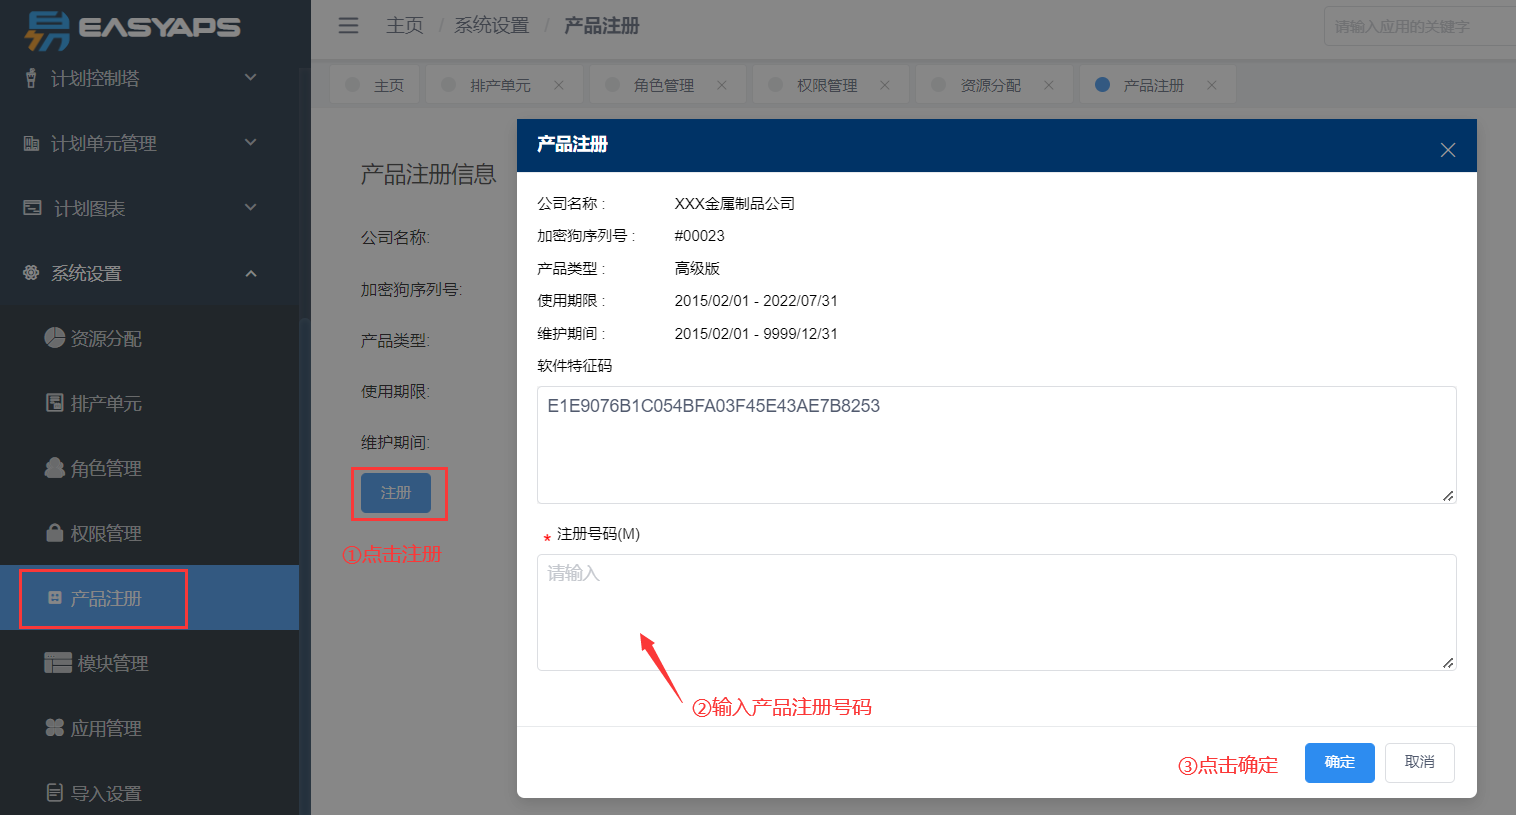 EASYAPS
主页 / 系统设置 / 产品注册
请输入应用的关键字
主页
排产单元
角色管理
权限管理
资源分配
产品注册
计划控制塔
计划单元管理
计划图表
系统设置
资源分配
排产单元
角色管理
权限管理
产品注册
模块管理
应用管理
导入设置
产品注册信息
公司名称:
加密狗序列号:
产品类型:
使用期限:
维护期间:
注册
①点击注册
产品注册
公司名称 : XXX金属制品公司
加密狗序列号 : #00023
产品类型 : 高级版
使用期限 : 2015/02/01 - 2022/07/31
维护期间 : 2015/02/01 - 9999/12/31
软件特征码
E1E9076B1C054BFA03F45E43AE7B8253
* 注册号码(M)
请输入
②输入产品注册号码
③点击确定
确定
取消